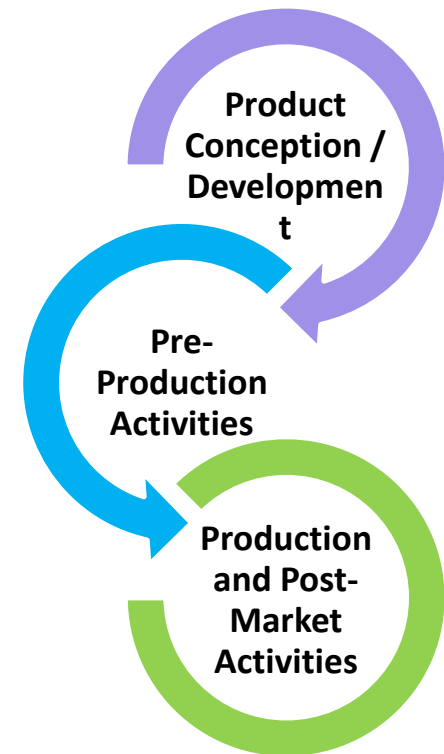 Product
Conception /
Developmen
t
Pre-
Production
Activities
Production
and Post-
Market
Activities